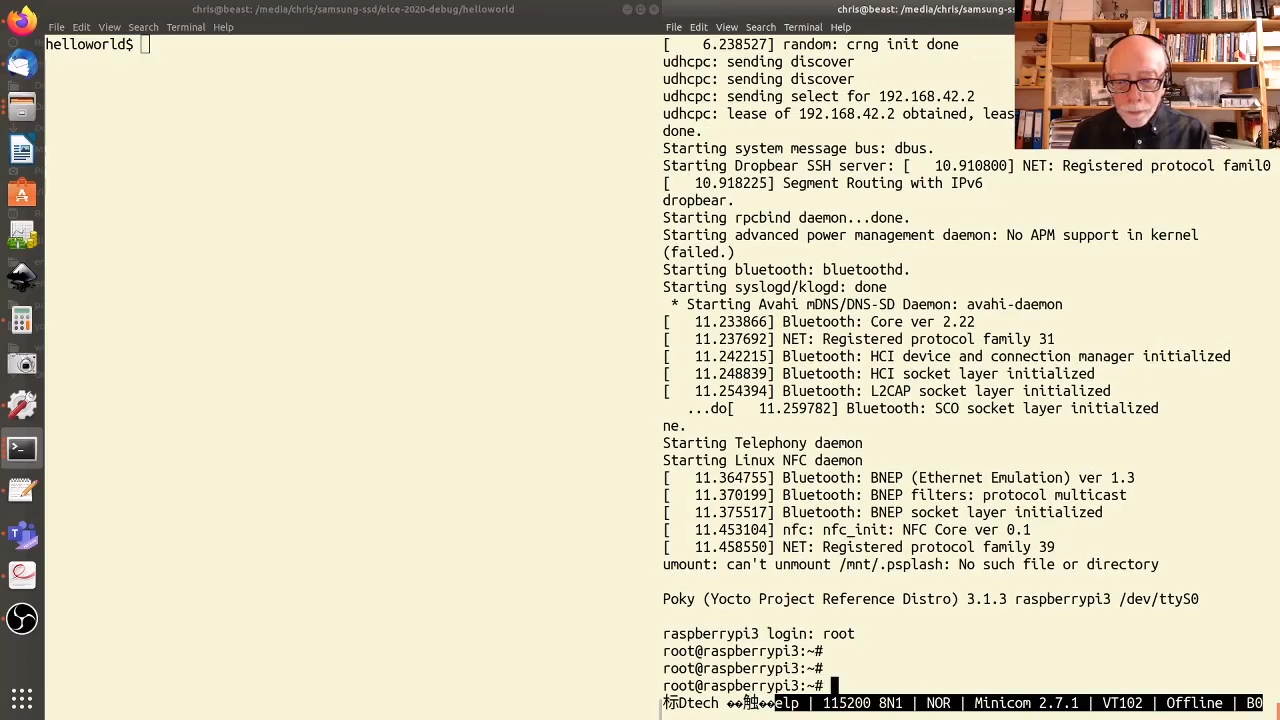 chris@beast: /media/chris/samsung-ssd/elce-2020-debug/helloworld
File Edit View Search Terminal Help
helloworld$
chris@beast: /media/chris/samsung-ss
File Edit View Search Terminal Help
[    6.238527] random: crng init done
udhcpc: sending discover
udhcpc: sending discover
udhcpc: sending select for 192.168.42.2
udhcpc: lease of 192.168.42.2 obtained, leas
done.
Starting system message bus: dbus.
Starting Dropbear SSH server: [   10.910800] NET: Registered protocol famil0
[   10.918225] Segment Routing with IPv6
dropbear.
Starting rpcbind daemon...done.
Starting advanced power management daemon: No APM support in kernel
(failed.)
Starting bluetooth: bluetoothd.
Starting syslogd/klogd: done
 * Starting Avahi mDNS/DNS-SD Daemon: avahi-daemon
[   11.233866] Bluetooth: Core ver 2.22
[   11.237692] NET: Registered protocol family 31
[   11.242215] Bluetooth: HCI device and connection manager initialized
[   11.248839] Bluetooth: HCI socket layer initialized
[   11.254394] Bluetooth: L2CAP socket layer initialized
   ...do[   11.259782] Bluetooth: SCO socket layer initialized
ne.
Starting Telephony daemon
Starting Linux NFC daemon
[   11.364755] Bluetooth: BNEP (Ethernet Emulation) ver 1.3
[   11.370199] Bluetooth: BNEP filters: protocol multicast
[   11.375517] Bluetooth: BNEP socket layer initialized
[   11.453104] nfc: nfc_init: NFC Core ver 0.1
[   11.458550] NET: Registered protocol family 39
umount: can't unmount /mnt/.psplash: No such file or directory
Poky (Yocto Project Reference Distro) 3.1.3 raspberrypi3 /dev/ttyS0
raspberrypi3 login: root
root@raspberrypi3:~#
root@raspberrypi3:~#
root@raspberrypi3:~#
标Dtech ��触��elp | 115200 8N1 | NOR | Minicom 2.7.1 | VT102 | Offline | B0